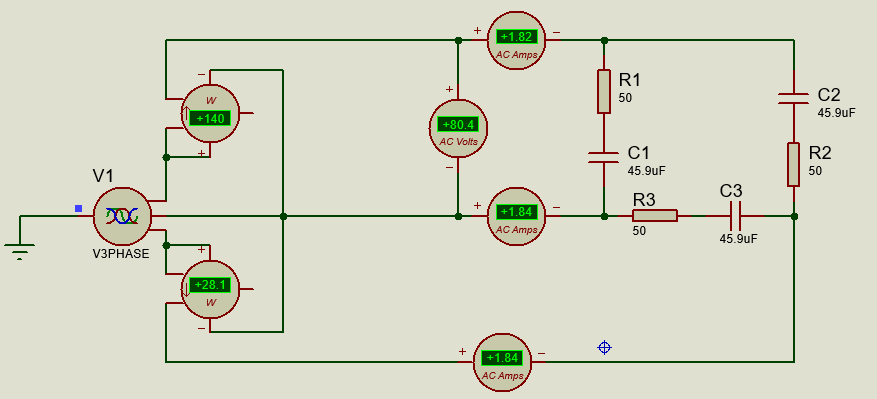 +1.82
AC Amps
+
−
R1
50
C2
45.9uF
−
W
+140
+
+
+80.4
AC Volts
−
C1
45.9uF
R2
50
V1
V3PHASE
+
+1.84
AC Amps
−
R3
50
C3
45.9uF
+
+28.1
W
−
+
+1.84
AC Amps
−